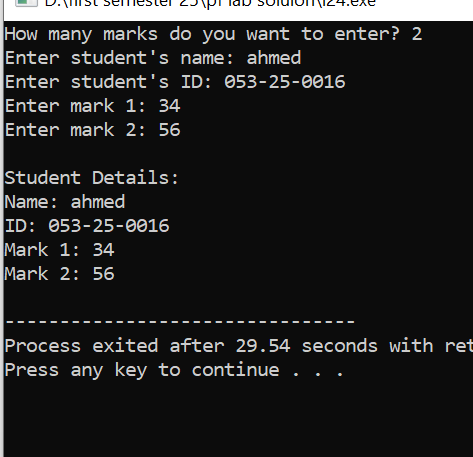 D:\first semester 25\pf lab solution\l24.exe
How many marks do you want to enter? 2
Enter student's name: ahmed
Enter student's ID: 053-25-0016
Enter mark 1: 34
Enter mark 2: 56
Student Details:
Name: ahmed
ID: 053-25-0016
Mark 1: 34
Mark 2: 56
--------------------------------
Process exited after 29.54 seconds with ret
Press any key to continue . . .